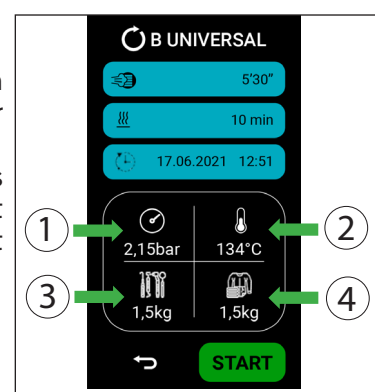 B UNIVERSAL
5'30”
10 min
17.06.2021 12:51
1
2,15bar
134°C
2
3
1,5kg
1,5kg
4
START